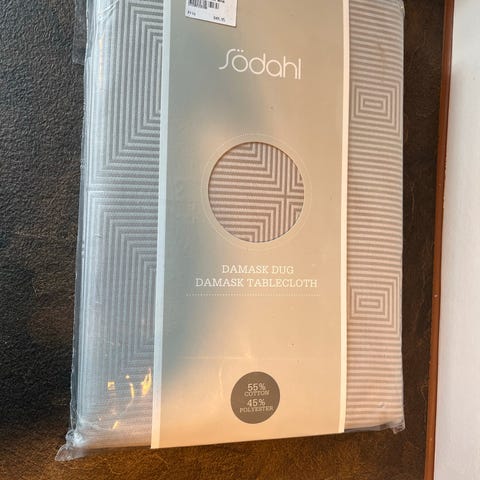 Södahl
DAMASK DUG
DAMASK TABLECLOTH
55%
COTTON
45%
POLYESTER